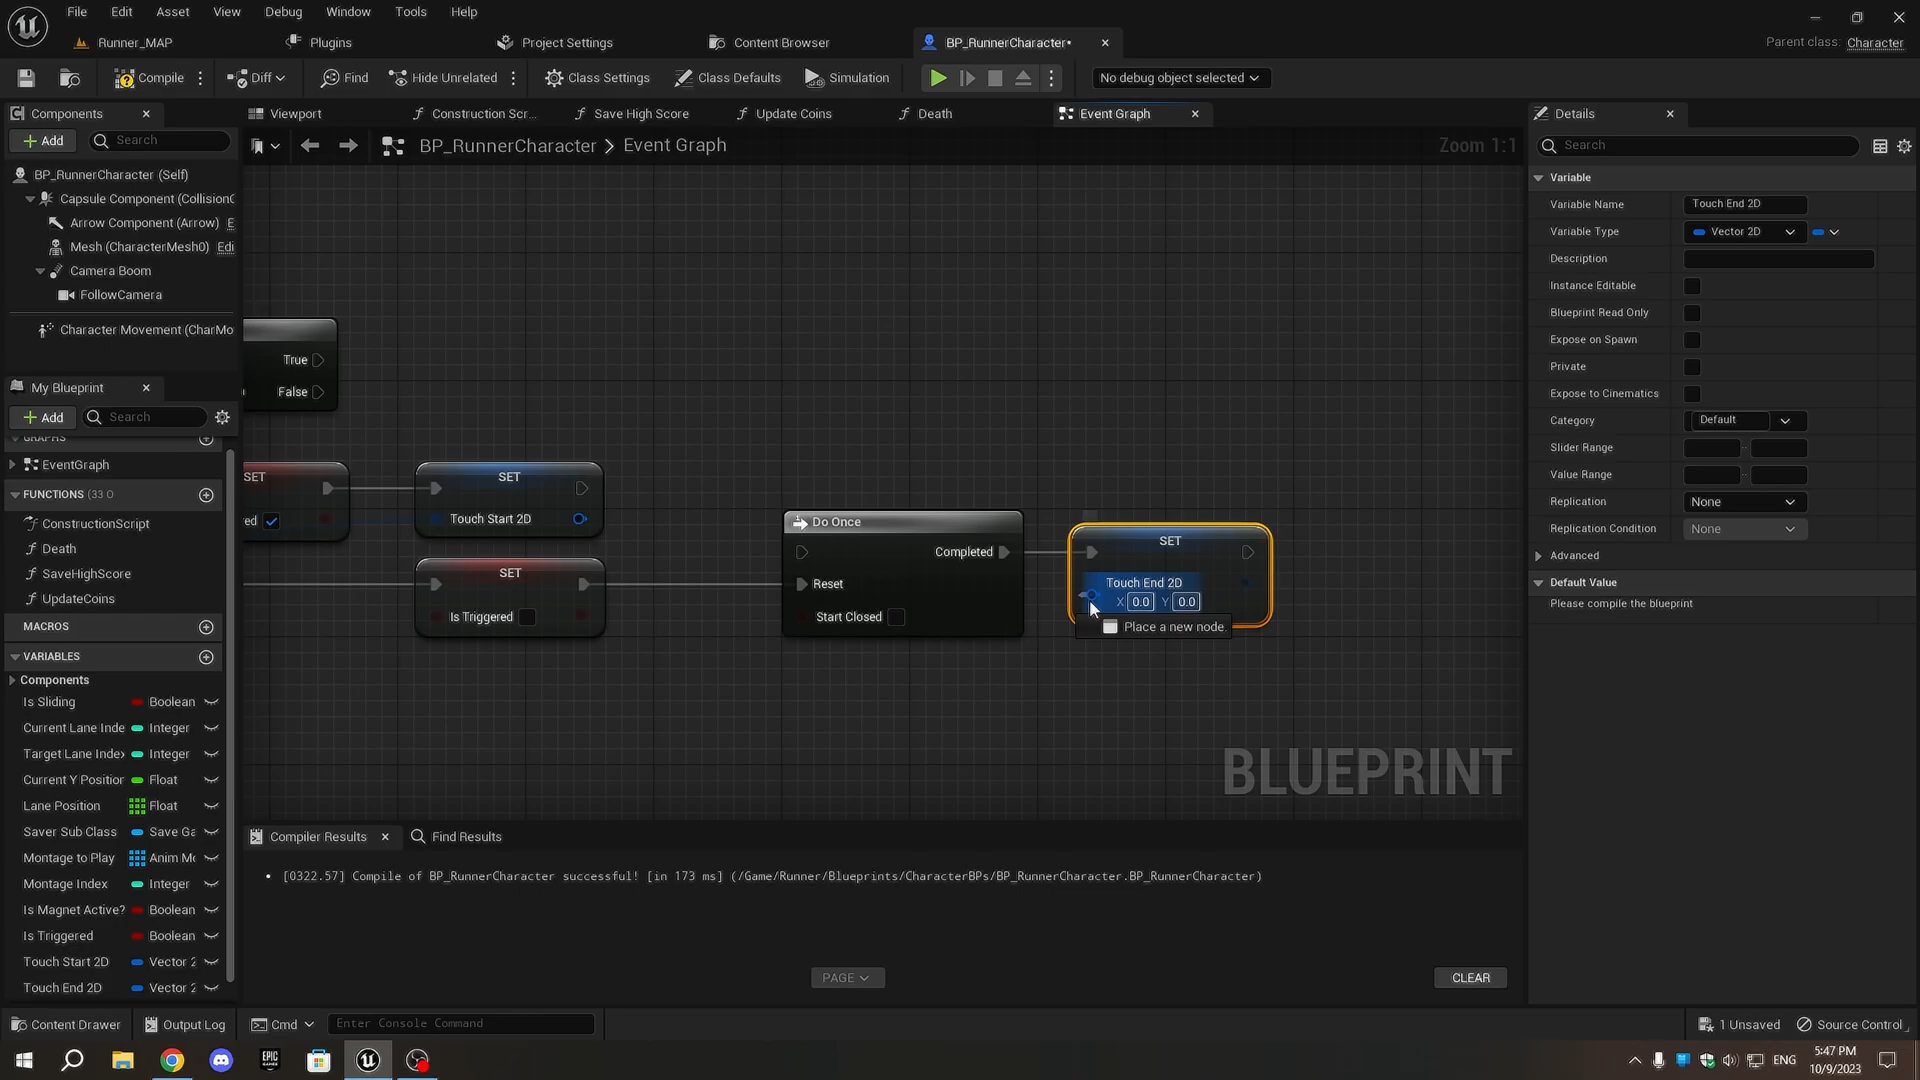 File Edit Asset View Debug Window Tools Help
Runner_MAP Plugins Project Settings Content Browser BP_RunnerCharacter•
Parent class: Character
Compile Diff Find Hide Unrelated Class Settings Class Defaults Simulation No debug object selected
Components Viewport Construction Scr... Save High Score Update Coins Death Event Graph Details
Add Search
BP_RunnerCharacter > Event Graph Zoom 1:1
Search
BP_RunnerCharacter (Self)
Capsule Component (CollisionC
Arrow Component (Arrow) E
Mesh (CharacterMesh0) Edi
Camera Boom
FollowCamera
Character Movement (CharMo
My Blueprint
Add Search
GRAPHS
EventGraph
FUNCTIONS (33 O
ConstructionScript
Death
SaveHighScore
UpdateCoins
MACROS
VARIABLES
Components
Is Sliding Boolean
Current Lane Inde Integer
Target Lane Index Integer
Current Y Position Float
Lane Position Float
Saver Sub Class Save Ga
Montage to Play Anim Mo
Montage Index Integer
Is Magnet Active? Boolean
Is Triggered Boolean
Touch Start 2D Vector 2
Touch End 2D Vector 2
True
False
SET
ed
SET
Touch Start 2D
SET
Is Triggered
Do Once
Completed
Reset
Start Closed
SET
Touch End 2D
X 0.0 Y 0.0
Place a new node.
BLUEPRINT
Variable
Variable Name Touch End 2D
Variable Type Vector 2D
Description
Instance Editable
Blueprint Read Only
Expose on Spawn
Private
Expose to Cinematics
Category Default
Slider Range
Value Range
Replication None
Replication Condition None
Advanced
Default Value
Please compile the blueprint
Compiler Results Find Results
• [0322.57] Compile of BP_RunnerCharacter successful! [in 173 ms] (/Game/Runner/Blueprints/CharacterBPs/BP_RunnerCharacter.BP_RunnerCharacter)
PAGE CLEAR
Content Drawer Output Log Cmd Enter Console Command 1 Unsaved Source Control
EPIC GAMES
ENG
5:47 PM
10/9/2023